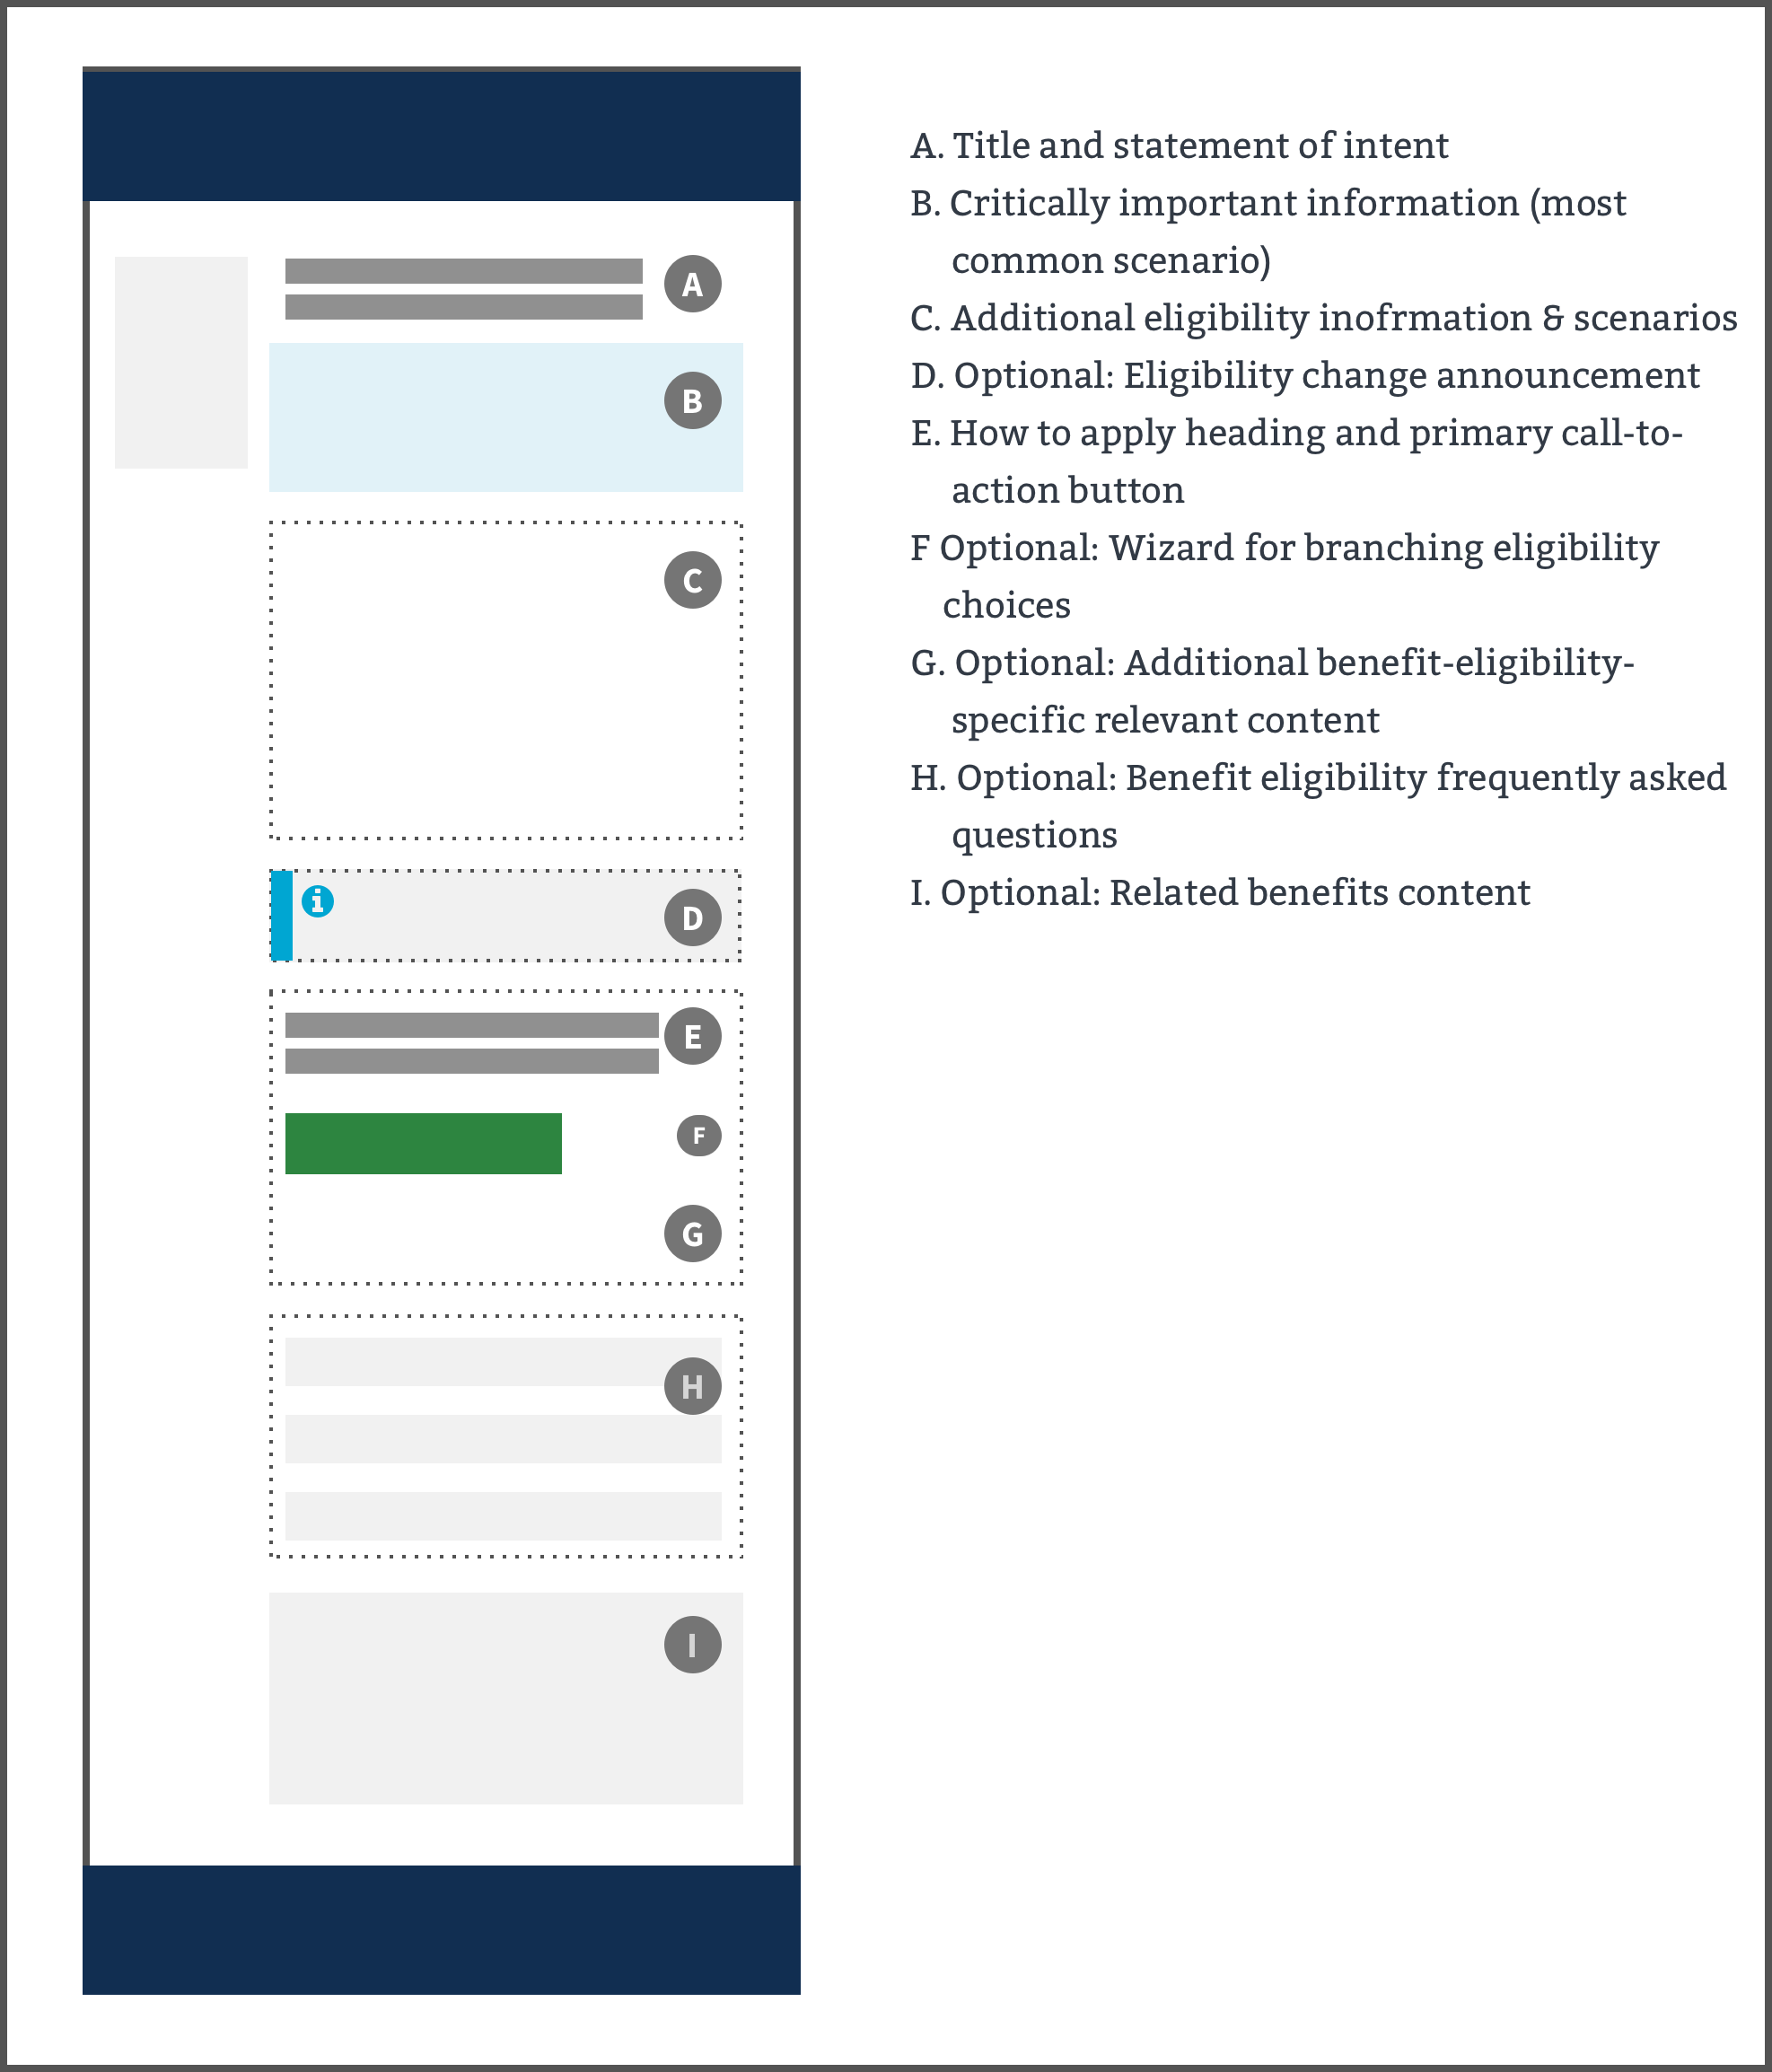 A
B
C
D
E
F
G
H
I
A. Title and statement of intent
B. Critically important information (most
common scenario)
C. Additional eligibility inofrmation & scenarios
D. Optional: Eligibility change announcement
E. How to apply heading and primary call-to-
action button
F Optional: Wizard for branching eligibility
choices
G. Optional: Additional benefit-eligibility-
specific relevant content
H. Optional: Benefit eligibility frequently asked
questions
I. Optional: Related benefits content